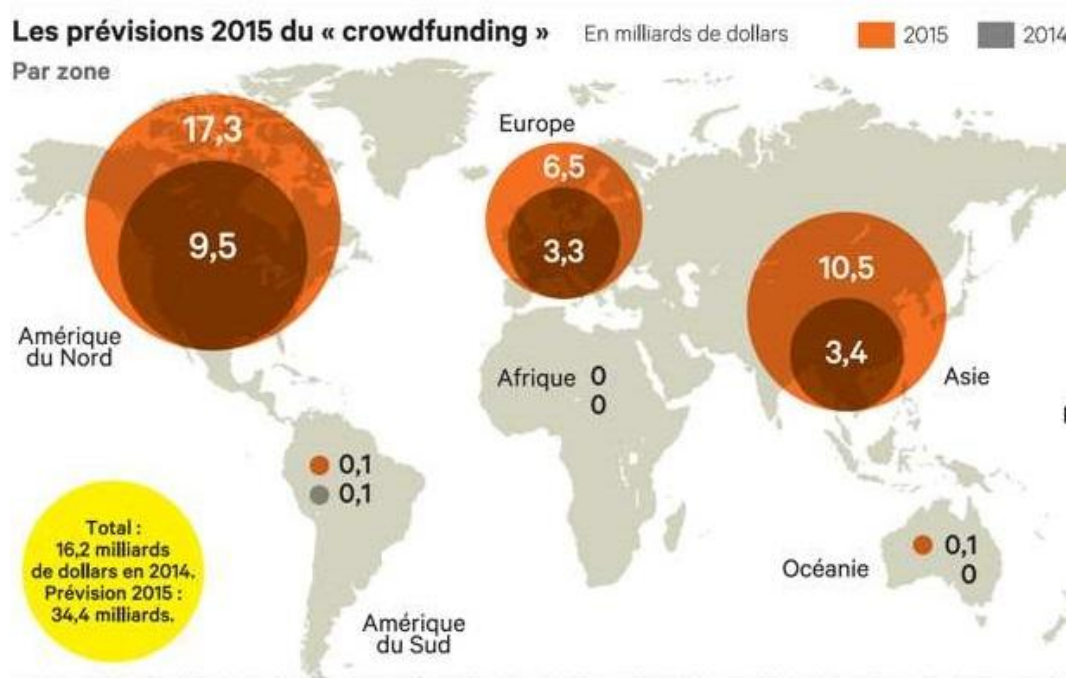 Les prévisions 2015 du « crowdfunding » En milliards de dollars 2015 2014
Par zone
17,3
9,5
Amérique
du Nord
Europe
6,5
3,3
10,5
3,4
Asie
Afrique 0
0
0,1
0,1
Amérique
du Sud
Océanie
0,1
0
Total :
16,2 milliards
de dollars en 2014.
Prévision 2015 :
34,4 milliards.